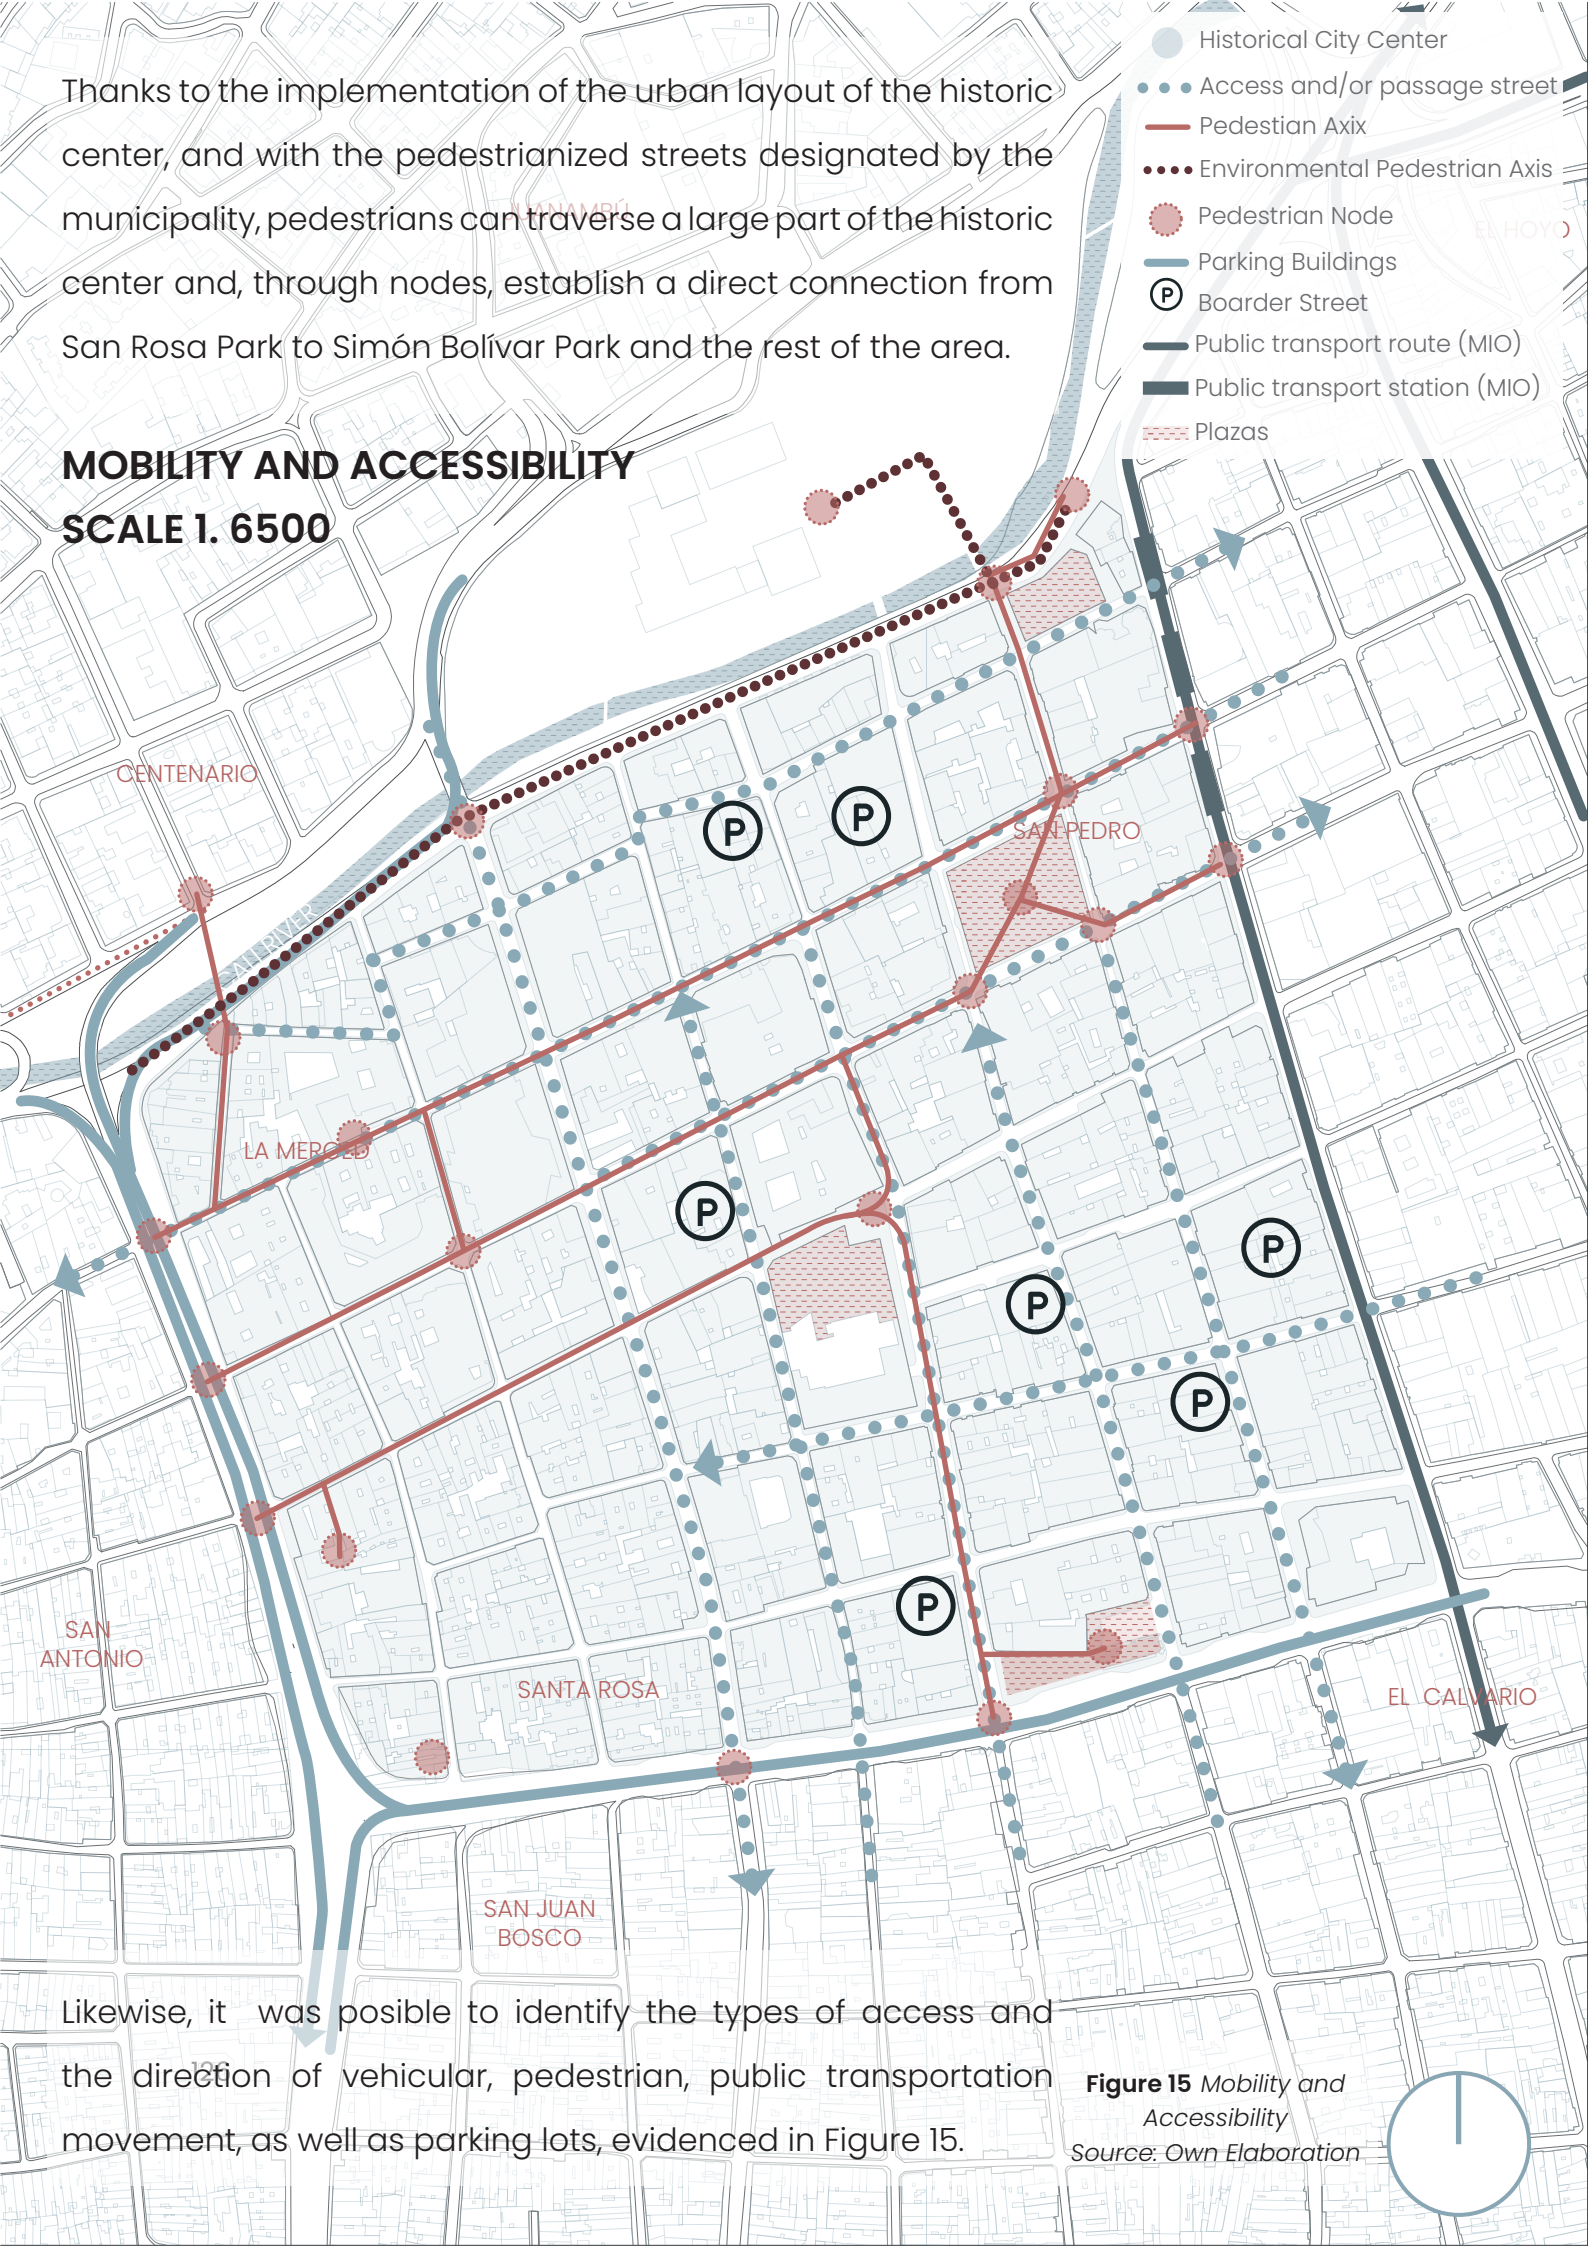 Thanks to the implementation of the urban layout of the historic
center, and with the pedestrianized streets designated by the
municipality, pedestrians can traverse a large part of the historic
center and, through nodes, establish a direct connection from
San Rosa Park to Simón Bolívar Park and the rest of the area.
JUANAMBÚ
MOBILITY AND ACCESSIBILITY
SCALE 1. 6500
Historical City Center
Access and/or passage street
Pedestian Axix
Environmental Pedestrian Axis
Pedestrian Node
Parking Buildings
P Boarder Street
Public transport route (MIO)
Public transport station (MIO)
Plazas
EL HOYO
CENTENARIO
CALI RIVER
SAN PEDRO
P
P
LA MERCED
P
P
P
P
P
SAN
ANTONIO
SANTA ROSA
EL CALVARIO
SAN JUAN
BOSCO
Likewise, it was posible to identify the types of access and
the direction of vehicular, pedestrian, public transportation
movement, as well as parking lots, evidenced in Figure 15.
126
Figure 15 Mobility and
Accessibility
Source: Own Elaboration